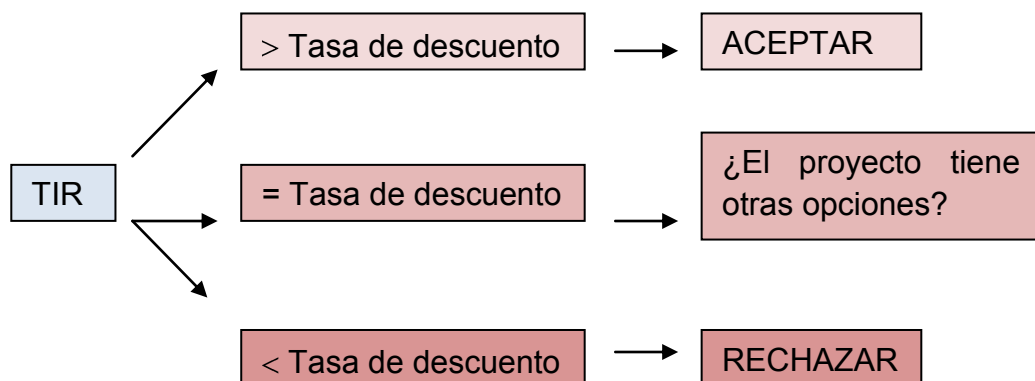 > Tasa de descuento
ACEPTAR
TIR
= Tasa de descuento
¿El proyecto tiene
otras opciones?
< Tasa de descuento
RECHAZAR